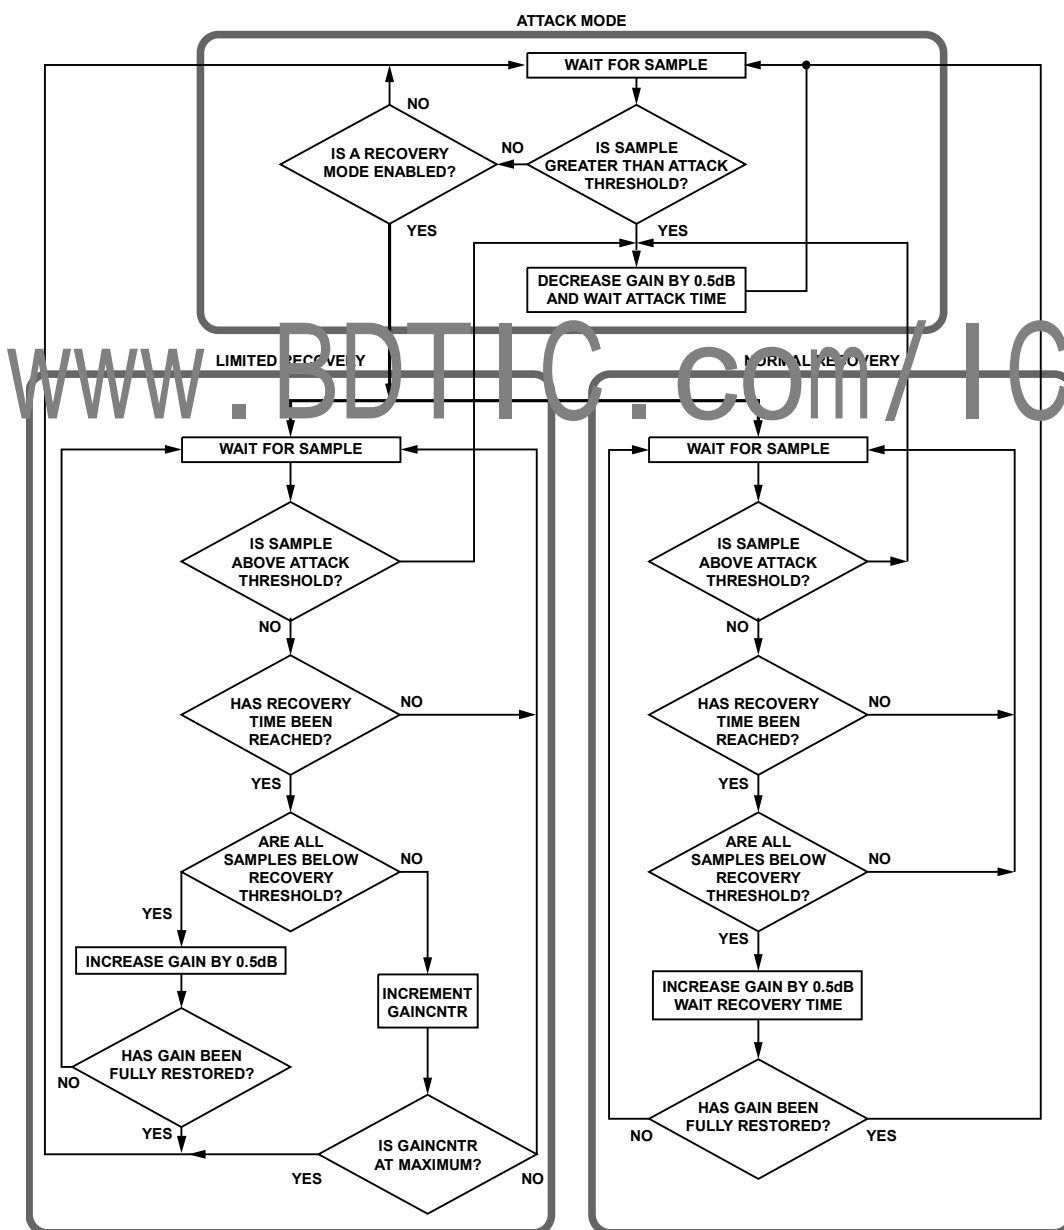 ATTACK MODE
WAIT FOR SAMPLE
NO
IS A RECOVERY
MODE ENABLED?
NO
IS SAMPLE
GREATER THAN ATTACK
THRESHOLD?
YES
YES
DECREASE GAIN BY 0.5dB
AND WAIT ATTACK TIME
www.BDTIC.com/IC
LIMITED RECOVERY
WAIT FOR SAMPLE
IS SAMPLE
ABOVE ATTACK
THRESHOLD?
NO
HAS RECOVERY
TIME BEEN
REACHED?
NO
YES
ARE ALL
SAMPLES BELOW
RECOVERY
THRESHOLD?
NO
YES
INCREASE GAIN BY 0.5dB
INCREMENT
GAINCNTR
HAS GAIN BEEN
FULLY RESTORED?
NO
YES
IS GAINCNTR
AT MAXIMUM?
YES
NO
NORMAL RECOVERY
WAIT FOR SAMPLE
IS SAMPLE
ABOVE ATTACK
THRESHOLD?
NO
HAS RECOVERY
TIME BEEN
REACHED?
NO
YES
ARE ALL
SAMPLES BELOW
RECOVERY
THRESHOLD?
NO
YES
INCREASE GAIN BY 0.5dB
WAIT RECOVERY TIME
HAS GAIN BEEN
FULLY RESTORED?
NO
YES